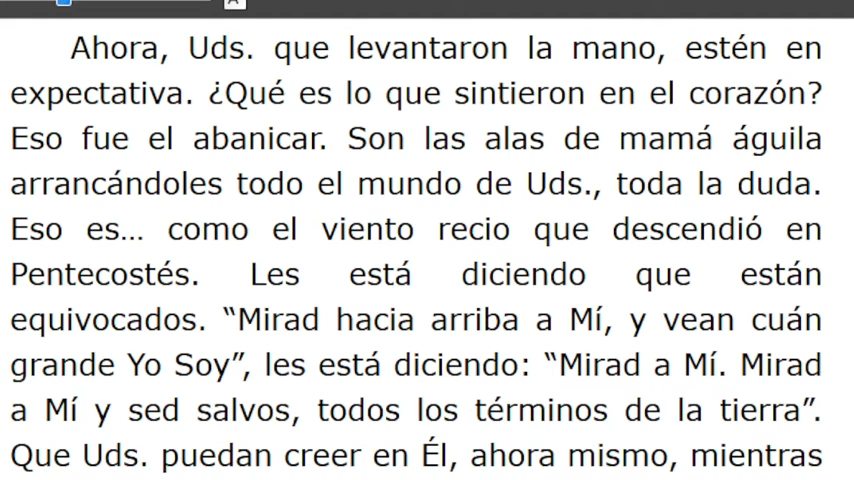 Ahora, Uds. que levantaron la mano, estén en
expectativa. ¿Qué es lo que sintieron en el corazón?
Eso fue el abanicar. Son las alas de mamá águila
arrancándoles todo el mundo de Uds., toda la duda.
Eso es... como el viento recio que descendió en
Pentecostés. Les está diciendo que están
equivocados. “Mirad hacia arriba a Mí, y vean cuán
grande Yo Soy”, les está diciendo: “Mirad a Mí. Mirad
a Mí y sed salvos, todos los términos de la tierra”.
Que Uds. puedan creer en Él, ahora mismo, mientras